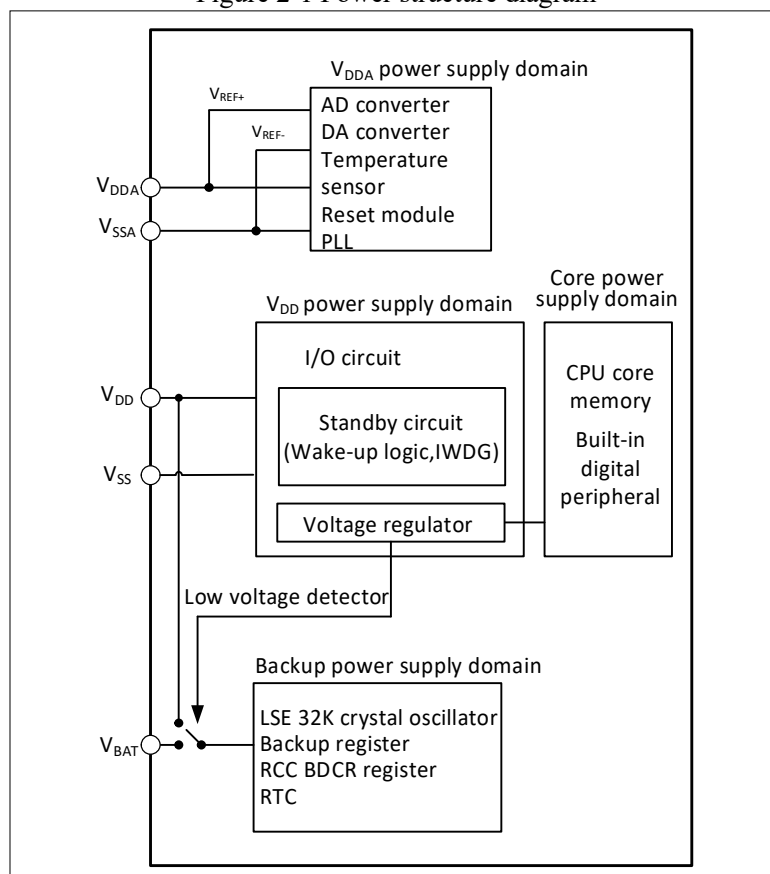 Figure 2-1 Power structure diagram
VDDA power supply domain
VREF+
AD converter
DA converter
VREF-
Temperature
sensor
VDDA
Reset module
VSSA
PLL
Core power
supply domain
VDD power supply domain
I/O circuit
CPU core
memory
VDD
Standby circuit
(Wake-up logic,IWDG)
Built-in
digital
peripheral
VSS
Voltage regulator
Low voltage detector
Backup power supply domain
LSE 32K crystal oscillator
VBAT
Backup register
RCC BDCR register
RTC